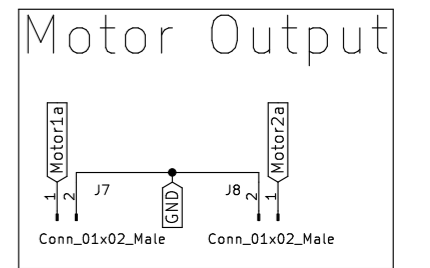 Motor Output
Motor1a
Motor2a
1
2
J7
GND
J8
2
1
Conn_01x02_Male
Conn_01x02_Male